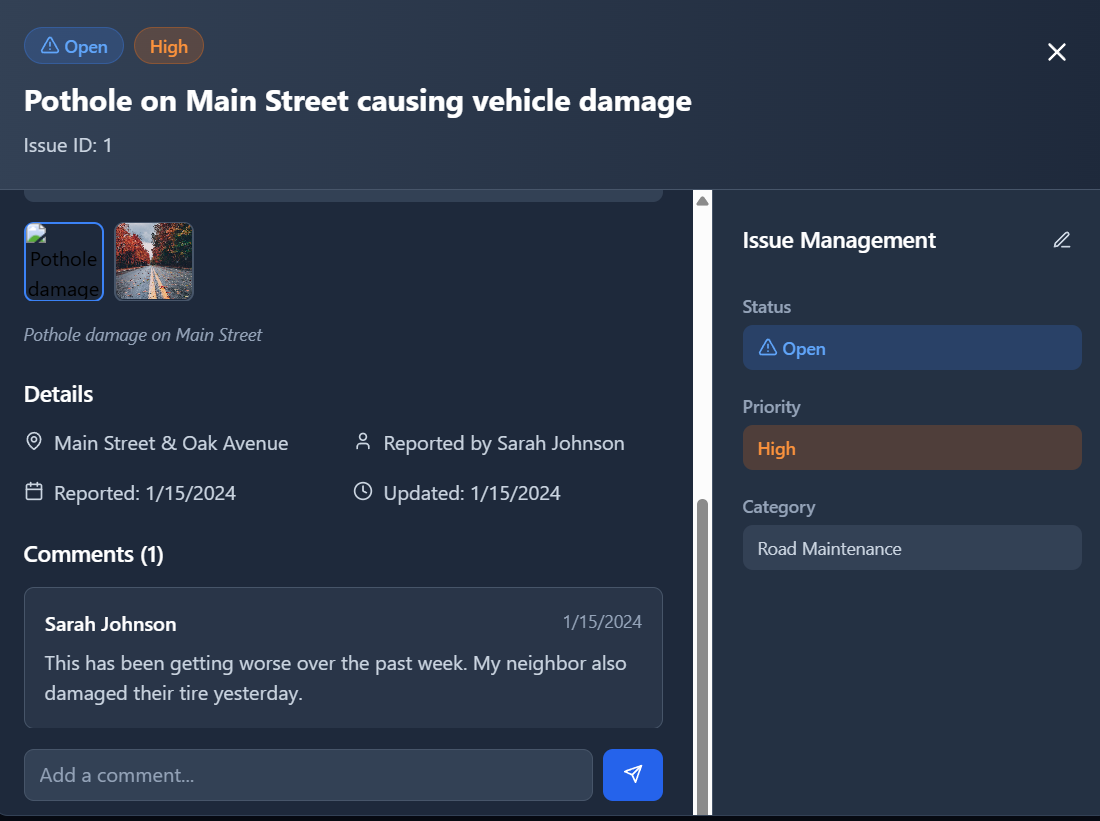 Open
High
Pothole on Main Street causing vehicle damage
Issue ID: 1
Pothole
damage
Pothole damage on Main Street
Details
Main Street & Oak Avenue
Reported by Sarah Johnson
Reported: 1/15/2024
Updated: 1/15/2024
Comments (1)
Sarah Johnson
1/15/2024
This has been getting worse over the past week. My neighbor also
damaged their tire yesterday.
Add a comment...
Issue Management
Status
Open
Priority
High
Category
Road Maintenance